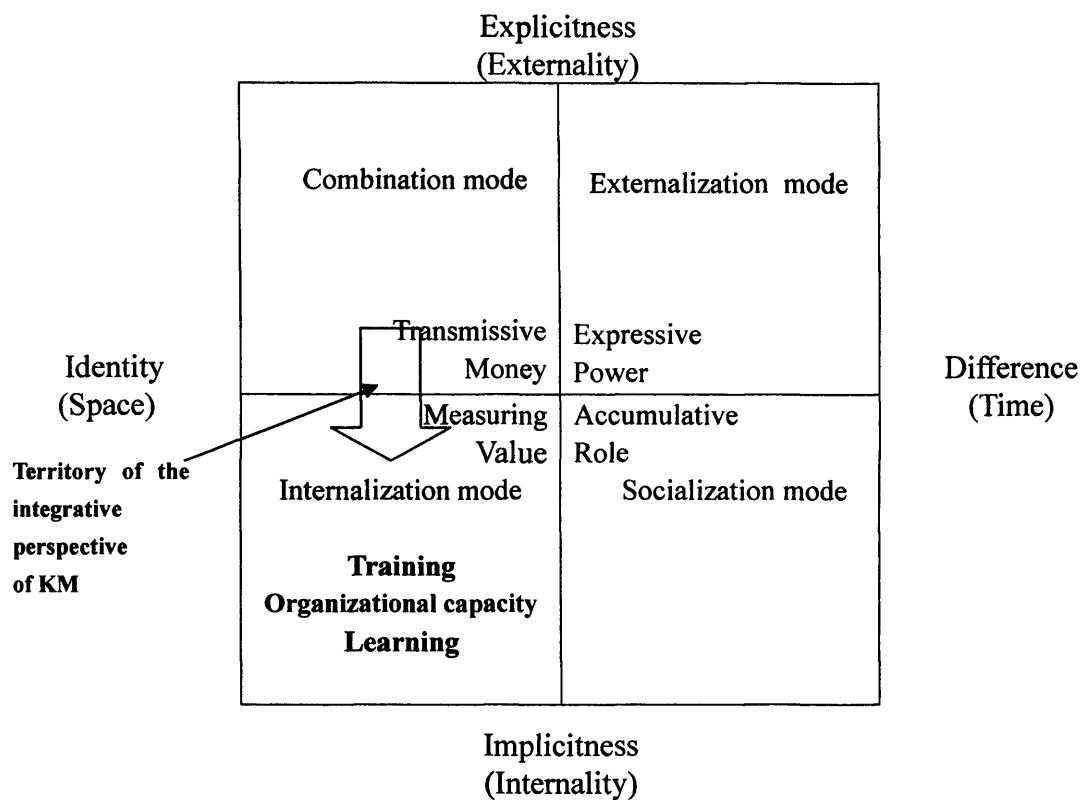 Explicitness
(Externality)
Combination mode
Externalization mode
Transmissive
Money
Expressive
Power
Identity
(Space)
Difference
(Time)
Measuring
Value
Accumulative
Role
Territory of the
integrative
perspective
of KM
Internalization mode
Socialization mode
Training
Organizational capacity
Learning
Implicitness
(Internality)